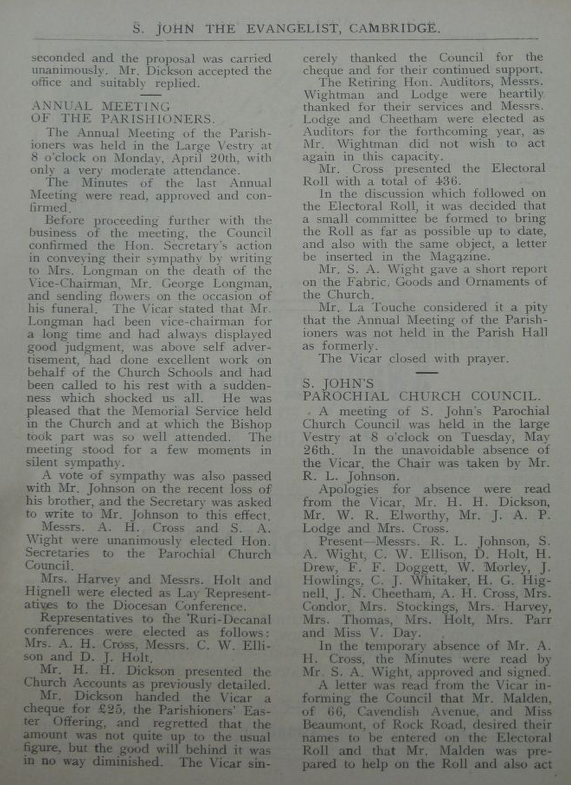 S. JOHN THE EVANGELIST, CAMBRIDGE.
seconded and the proposal was carried
unanimously. Mr. Dickson accepted the
office and suitably replied.
ANNUAL MEETING
OF THE PARISHIONERS.
The Annual Meeting of the Parish-
ioners was held in the Large Vestry at
8 o'clock on Monday, April 20th, with
only a very moderate attendance.
The Minutes of the last Annual
Meeting were read, approved and con-
firmed.
Before proceeding further with the
business of the meeting, the Council
confirmed the Hon. Secretary's action
in conveying their sympathy by writing
to Mrs. Longman on the death of the
Vice-Chairman, Mr. George Longman,
and sending flowers on the occasion of
his funeral. The Vicar stated that Mr.
Longman had been vice-chairman for
a long time and had always displayed
good judgment, was above self adver-
tisement, had done excellent work on
behalf of the Church Schools and had
been called to his rest with a sudden-
ness which shocked us all. He was
pleased that the Memorial Service held
in the Church and at which the Bishop
took part was so well attended. The
meeting stood for a few moments in
silent sympathy.
A vote of sympathy was also passed
with Mr. Johnson on the recent loss of
his brother, and the Secretary was asked
to write to Mr. Johnson to this effect.
Messrs. A. H. Cross and S. A.
Wight were unanimously elected Hon.
Secretaries to the Parochial Church
Council.
Mrs. Harvey and Messrs. Holt and
Hignell were elected as Lay Represent-
atives to the Diocesan Conference.
Representatives to the Ruri-Decanal
conferences were elected as follows:
Mrs. A. H. Cross, Messrs. C. W. Elli-
son and D. J. Holt.
Mr. H. H. Dickson presented the
Church Accounts as previously detailed.
Mr. Dickson handed the Vicar a
cheque for £25, the Parishioners' Eas-
ter Offering, and regretted that the
amount was not quite up to the usual
figure, but the good will behind it was
in no way diminished. The Vicar sin-
cerely thanked the Council for the
cheque and for their continued support.
The Retiring Hon. Auditors, Messrs.
Wightman and Lodge were heartily
thanked for their services and Messrs.
Lodge and Cheetham were elected as
Auditors for the forthcoming year, as
Mr. Wightman did not wish to act
again in this capacity.
Mr. Cross presented the Electoral
Roll with a total of 436.
In the discussion which followed on
the Electoral Roll, it was decided that
a small committee be formed to bring
the Roll as far as possible up to date,
and also with the same object, a letter
be inserted in the Magazine.
Mr. S. A. Wight gave a short report
on the Fabric, Goods and Ornaments of
the Church.
Mr. La Touche considered it a pity
that the Annual Meeting of the Parish-
ioners was not held in the Parish Hall
as formerly.
The Vicar closed with prayer.
S. JOHN'S
PAROCHIAL CHURCH COUNCIL.
A meeting of S. John's Parochial
Church Council was held in the large
Vestry at 8 o'clock on Tuesday, May
26th. In the unavoidable absence of
the Vicar, the Chair was taken by Mr.
R. L. Johnson.
Apologies for absence were read
from the Vicar, Mr. H. H. Dickson,
Mr. W. R. Elworthy, Mr. J. A. P.
Lodge and Mrs. Cross.
Present—Messrs. R. L. Johnson, S.
A. Wight, C. W. Ellison, D. Holt, H.
Drew, F. F. Doggett, W. Morley, J.
Howlings, C. J. Whitaker, H. G. Hig-
nell, J. N. Cheetham, A. H. Cross, Mrs.
Condor, Mrs. Stockings, Mrs. Harvey,
Mrs. Thomas, Mrs. Holt, Mrs. Parr
and Miss V. Day.
In the temporary absence of Mr. A.
H. Cross, the Minutes were read by
Mr. S. A. Wight, approved and signed.
A letter was read from the Vicar in-
forming the Council that Mr. Malden,
of 66, Cavendish Avenue, and Miss
Beaumont, of Rock Road, desired their
names to be entered on the Electoral
Roll and that Mr. Malden was pre-
pared to help on the Roll and also act